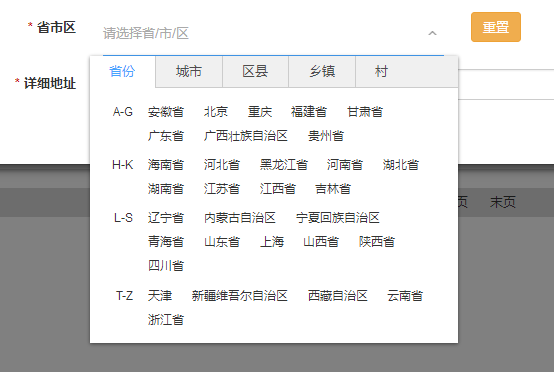 * 省市区 请选择省/市/区 重置
省份 城市 区县 乡镇 村
* 详细地址
A-G 安徽省 北京 重庆 福建省 甘肃省
广东省 广西壮族自治区 贵州省
H-K 海南省 河北省 黑龙江省 河南省 湖北省
湖南省 江苏省 江西省 吉林省
页 末页
L-S 辽宁省 内蒙古自治区 宁夏回族自治区
青海省 山东省 上海 山西省 陕西省
四川省
T-Z 天津 新疆维吾尔自治区 西藏自治区 云南省
浙江省